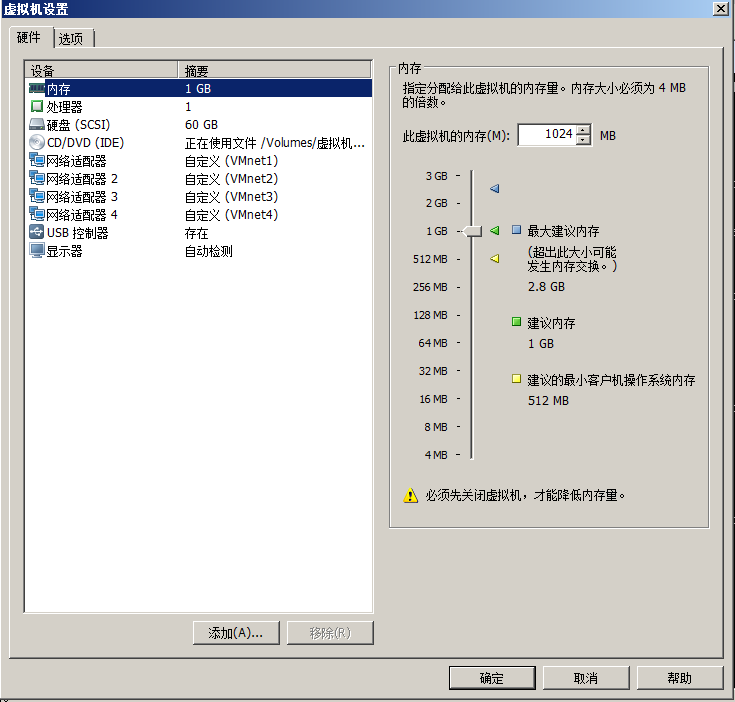 虚拟机设置
硬件 选项
设备 摘要
内存 1 GB
处理器 1
硬盘 (SCSI) 60 GB
CD/DVD (IDE) 正在使用文件 /Volumes/虚拟机...
网络适配器 自定义 (VMnet1)
网络适配器 2 自定义 (VMnet2)
网络适配器 3 自定义 (VMnet3)
网络适配器 4 自定义 (VMnet4)
USB 控制器 存在
显示器 自动检测
添加(A)... 移除(R)
内存
指定分配给此虚拟机的内存量。内存大小必须为 4 MB
的倍数。
此虚拟机的内存(M): 1024 MB
3 GB
2 GB
1 GB
512 MB
256 MB
128 MB
64 MB
32 MB
16 MB
8 MB
4 MB
最大建议内存
(超出此大小可能
发生内存交换。)
2.8 GB
建议内存
1 GB
建议的最小客户机操作系统内存
512 MB
必须先关闭虚拟机，才能降低内存量。
确定 取消 帮助